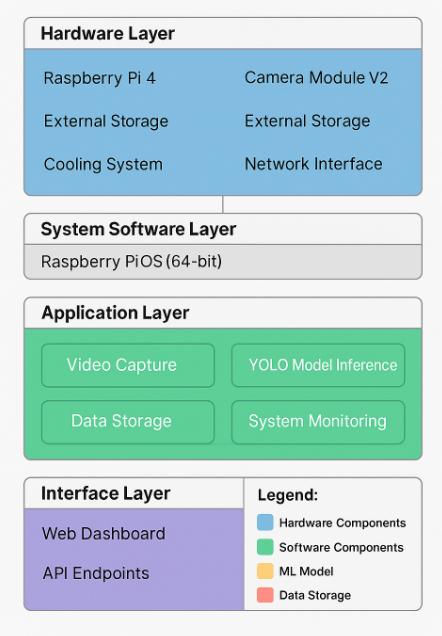 Hardware Layer
Raspberry Pi 4
Camera Module V2
External Storage
External Storage
Cooling System
Network Interface
System Software Layer
Raspberry PiOS (64-bit)
Application Layer
Video Capture
YOLO Model Inference
Data Storage
System Monitoring
Interface Layer
Web Dashboard
API Endpoints
Legend:
Hardware Components
Software Components
ML Model
Data Storage